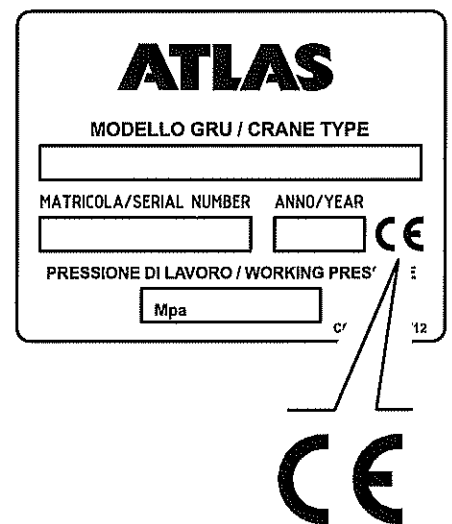 ATLAS
MODELLO GRU / CRANE TYPE
MATRICOLA/SERIAL NUMBER ANNO/YEAR
CE
PRESSIONE DI LAVORO / WORKING
Mpa
CE